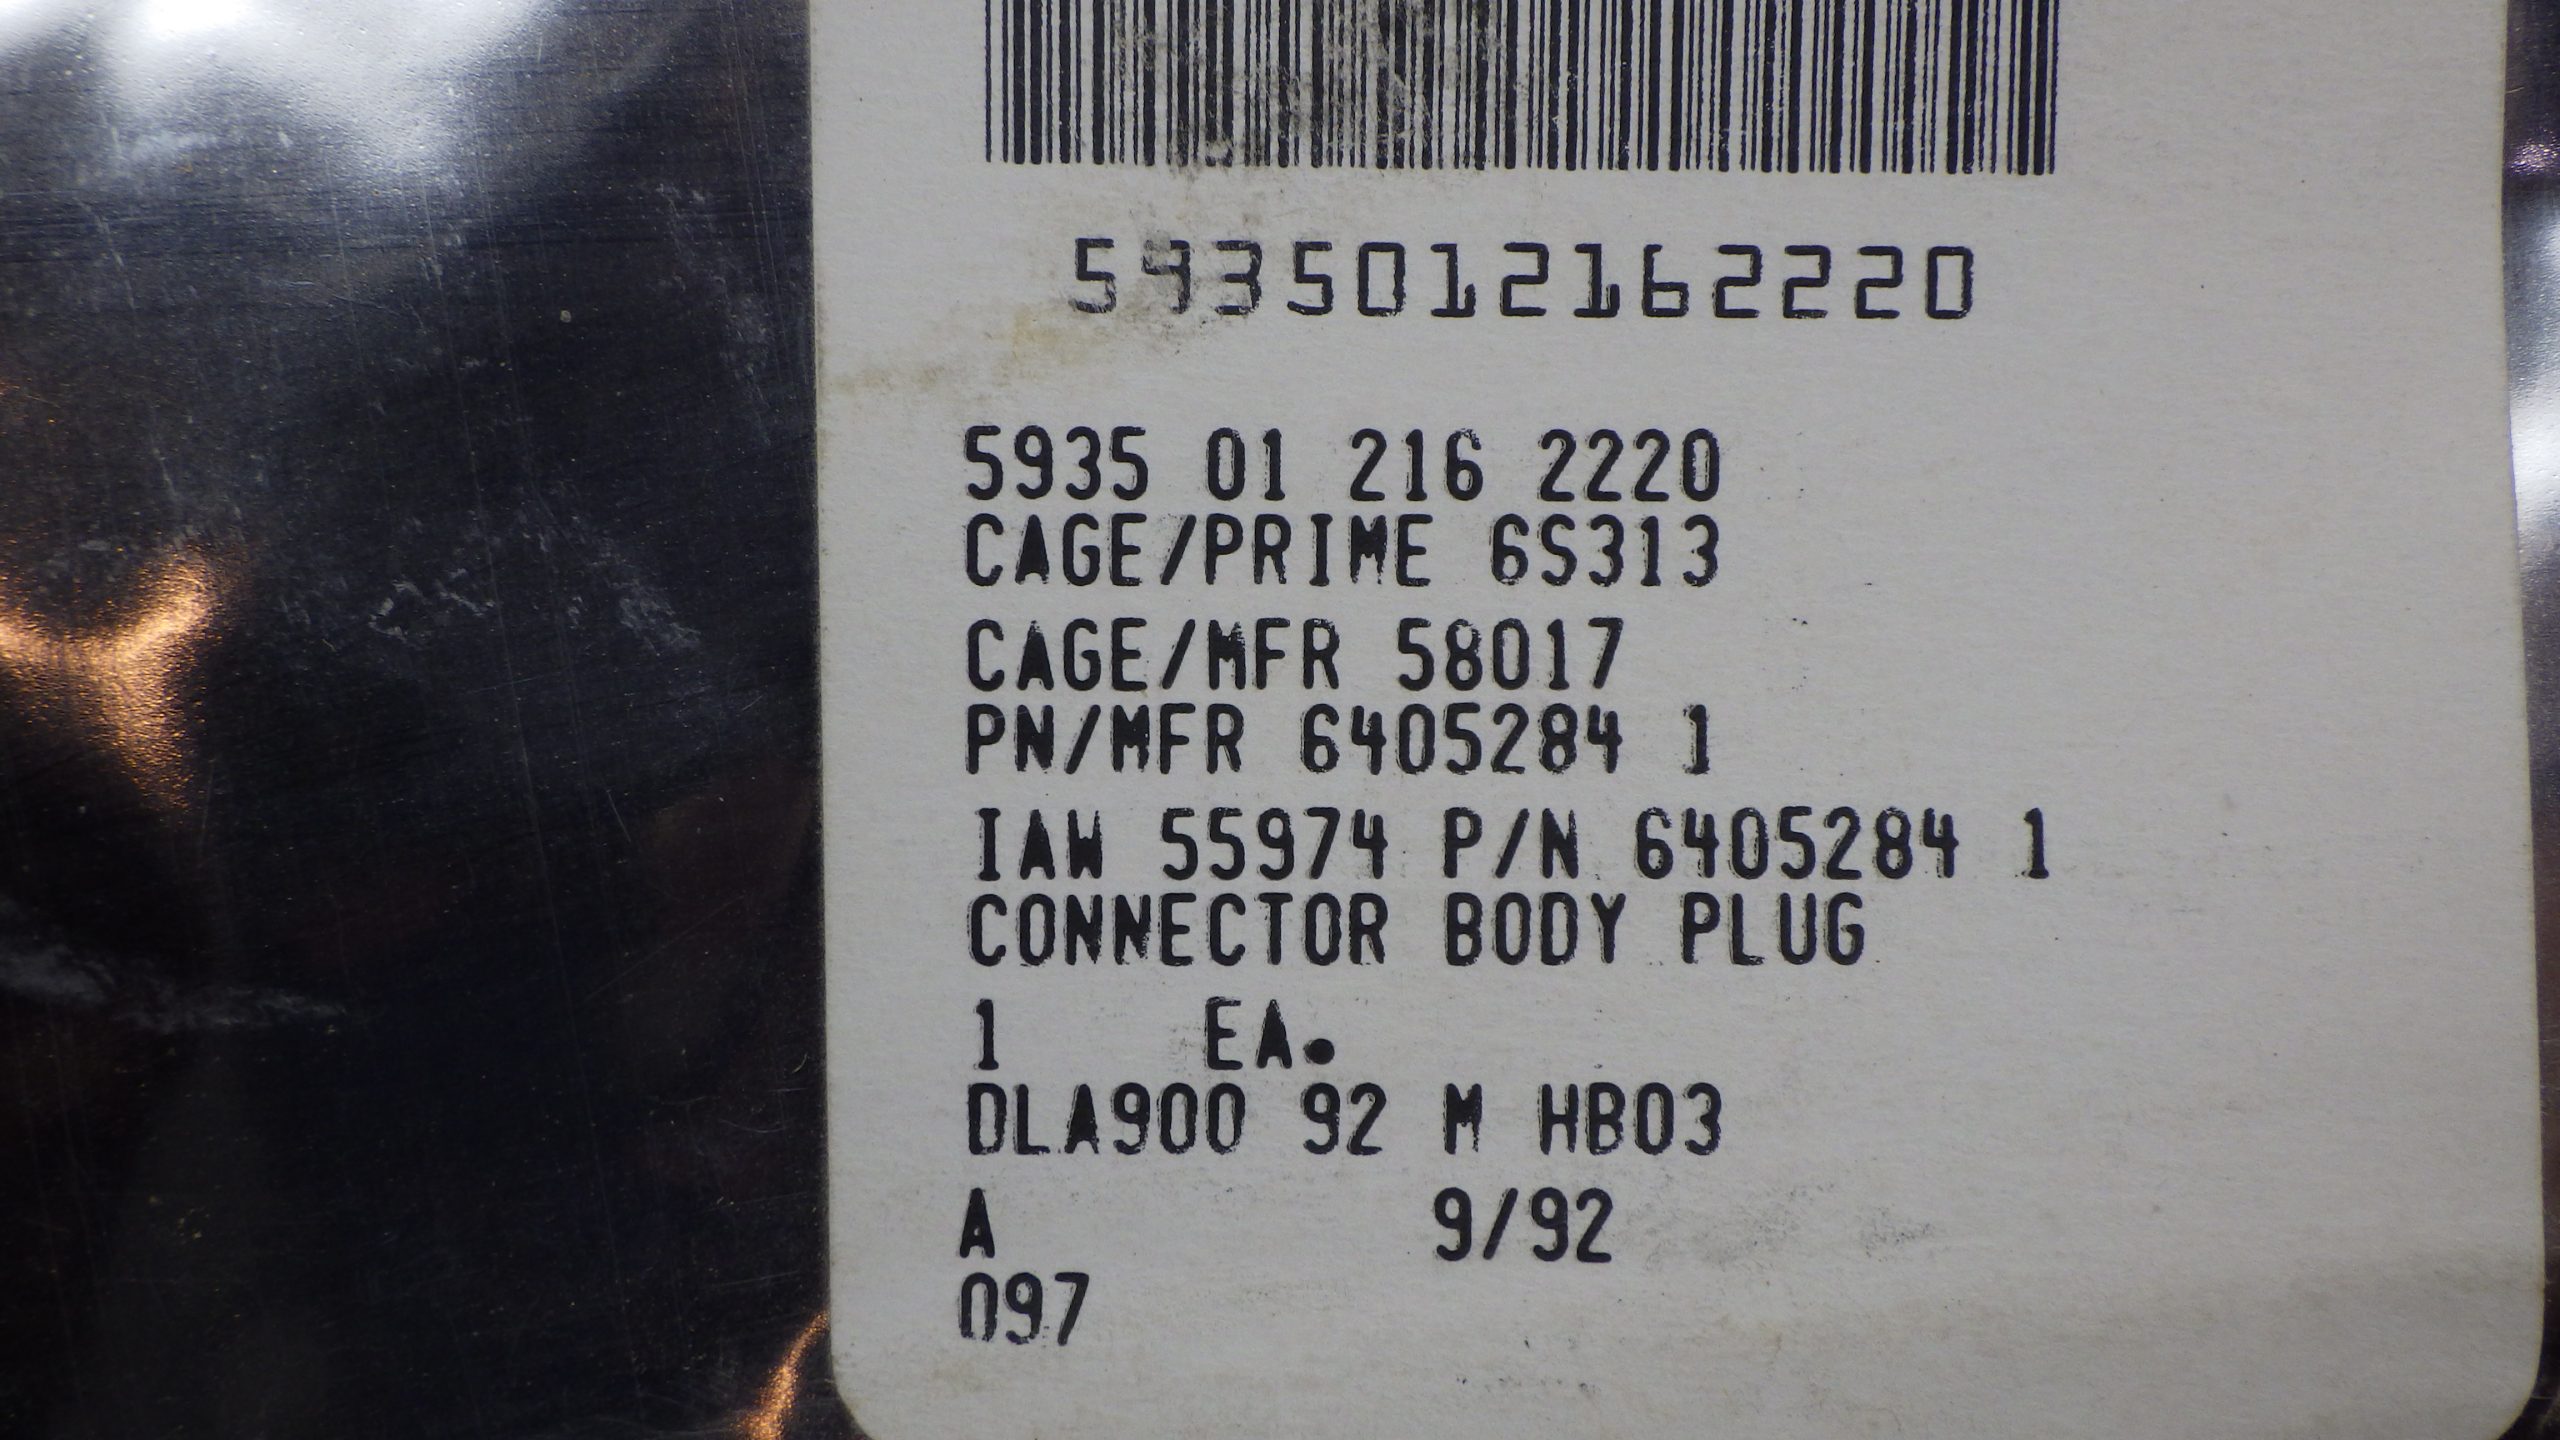 5935012162220
5935 01 216 2220
CAGE/PRIME 6S313
CAGE/MFR 58017
PN/MFR 6405284 1
IAW 55974 P/N 6405284 1
CONNECTOR BODY PLUG
1 EA.
DLA900 92 M HB03
A 9/92
097